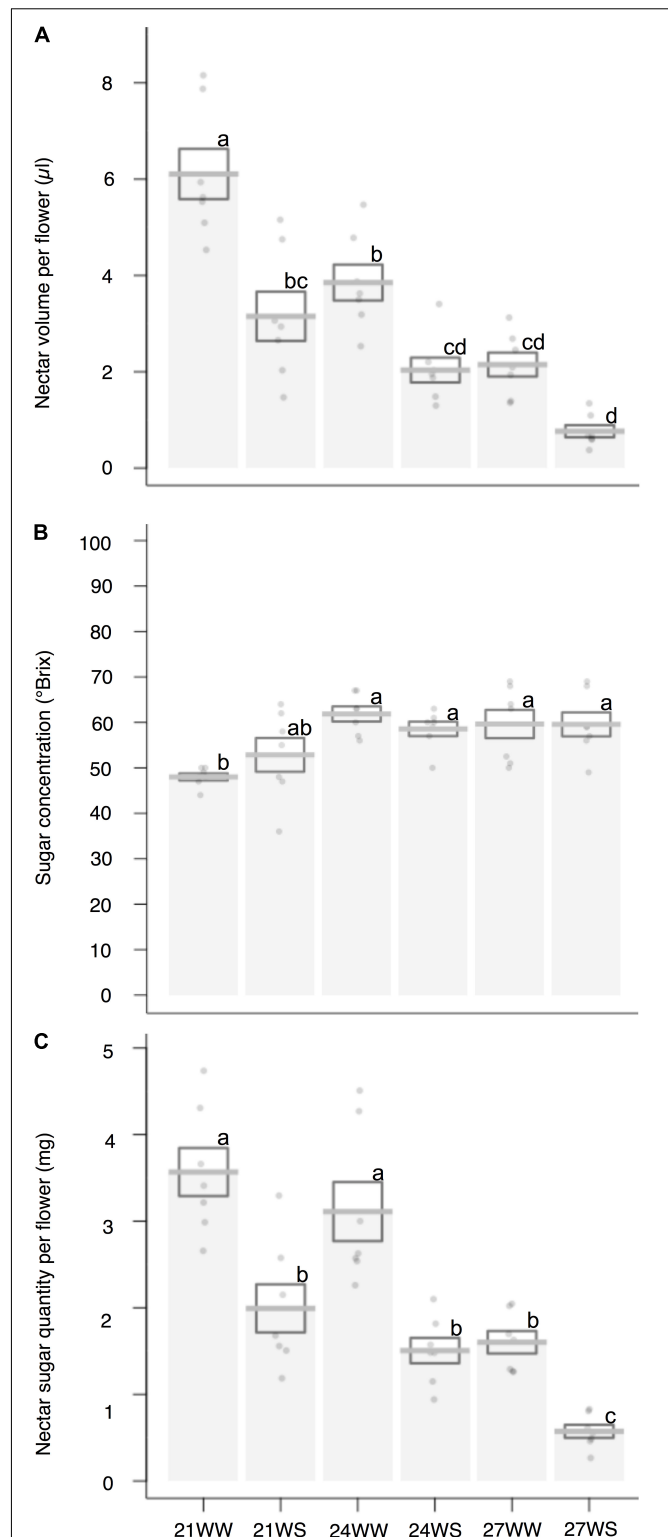 A
Nectar volume per flower (µl)
8
6
4
2
0
a
bc
b
cd
cd
d
B
Sugar concentration (°Brix)
100
90
80
70
60
50
40
30
20
10
0
b
ab
a
a
a
a
C
Nectar sugar quantity per flower (mg)
5
4
3
2
1
0
a
b
a
b
b
c
21WW 21WS 24WW 24WS 27WW 27WS